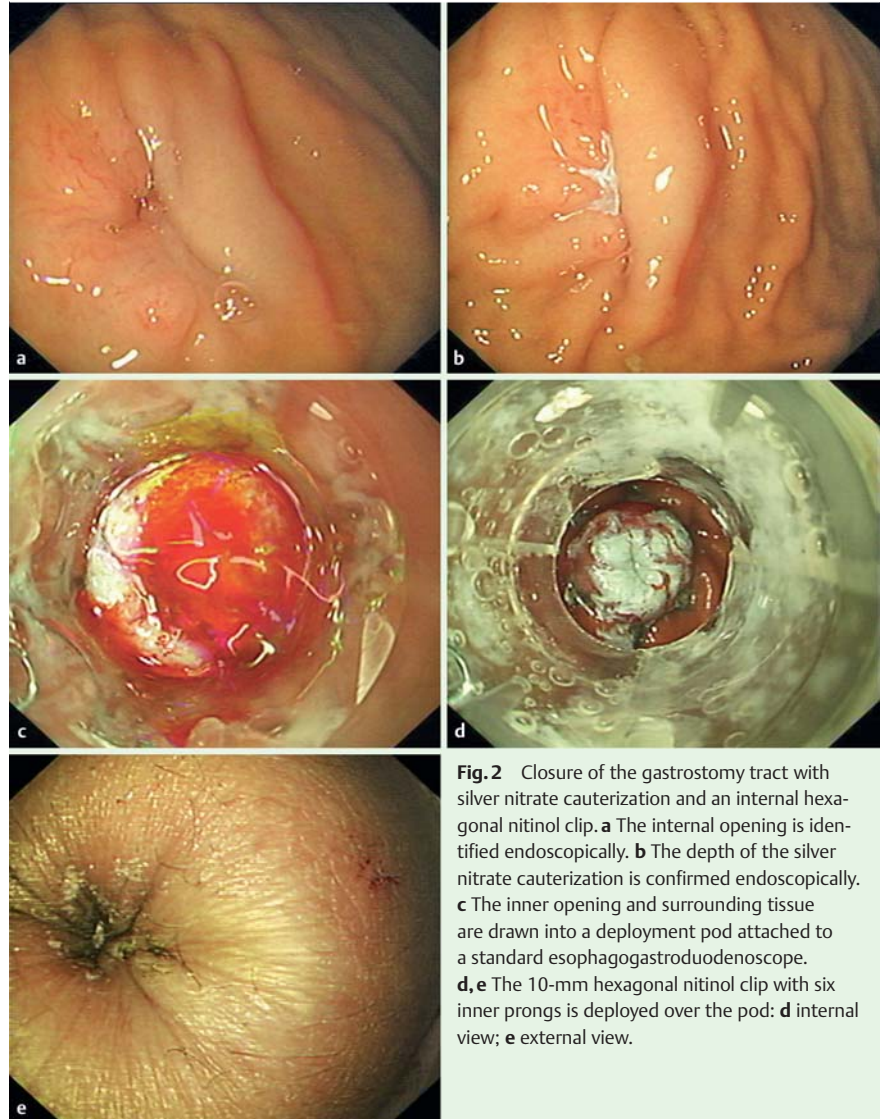 a
b
c
d
e
Fig. 2 Closure of the gastrostomy tract with
silver nitrate cauterization and an internal hexa-
gonal nitinol clip. a The internal opening is iden-
tified endoscopically. b The depth of the silver
nitrate cauterization is confirmed endoscopically.
c The inner opening and surrounding tissue
are drawn into a deployment pod attached to
a standard esophagogastroduodenoscope.
d, e The 10-mm hexagonal nitinol clip with six
inner prongs is deployed over the pod: d internal
view; e external view.